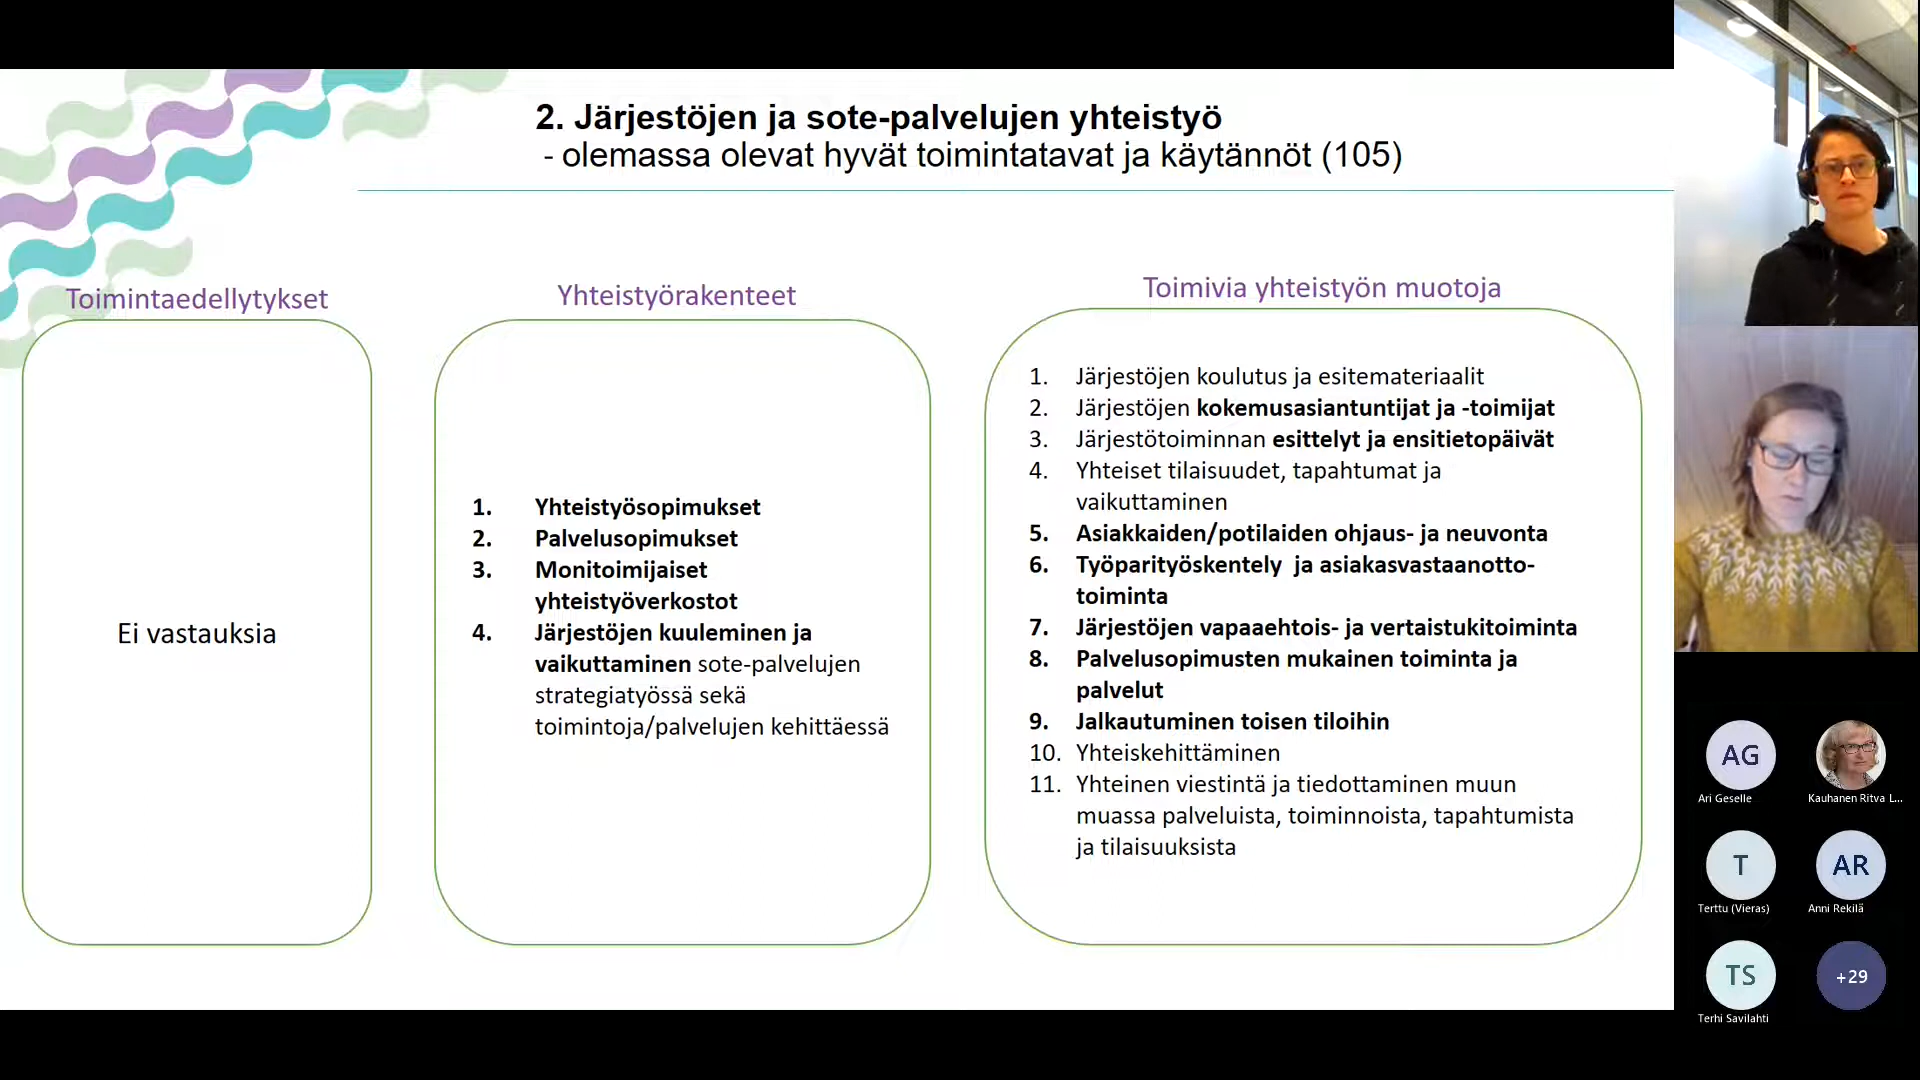 2. Järjestöjen ja sote-palvelujen yhteistyö
- olemassa olevat hyvät toimintatavat ja käytännöt (105)
Toimintaedellytykset
Ei vastauksia
Yhteistyörakenteet
1. Yhteistyösopimukset
2. Palvelusopimukset
3. Monitoimijaiset
yhteistyöverkostot
4. Järjestöjen kuuleminen ja
vaikuttaminen sote-palvelujen
strategiatyössä sekä
toimintoja/palvelujen kehittäessä
Toimivia yhteistyön muotoja
1. Järjestöjen koulutus ja esitemateriaalit
2. Järjestöjen kokemusasiantuntijat ja -toimijat
3. Järjestötoiminnan esittelyt ja ensitietopäivät
4. Yhteiset tilaisuudet, tapahtumat ja
vaikuttaminen
5. Asiakkaiden/potilaiden ohjaus- ja neuvonta
6. Työparityöskentely ja asiakasvastaanotto-
toiminta
7. Järjestöjen vapaaehtois- ja vertaistukitoiminta
8. Palvelusopimusten mukainen toiminta ja
palvelut
9. Jalkautuminen toisen tiloihin
10. Yhteiskehittäminen
11. Yhteinen viestintä ja tiedottaminen muun
muassa palveluista, toiminnoista, tapahtumista
ja tilaisuuksista
AG
Ari Geselle
Kauhanen Ritva L...
T
Terttu (Vieras)
AR
Anni Rekilä
TS
Terhi Savilahti
+29